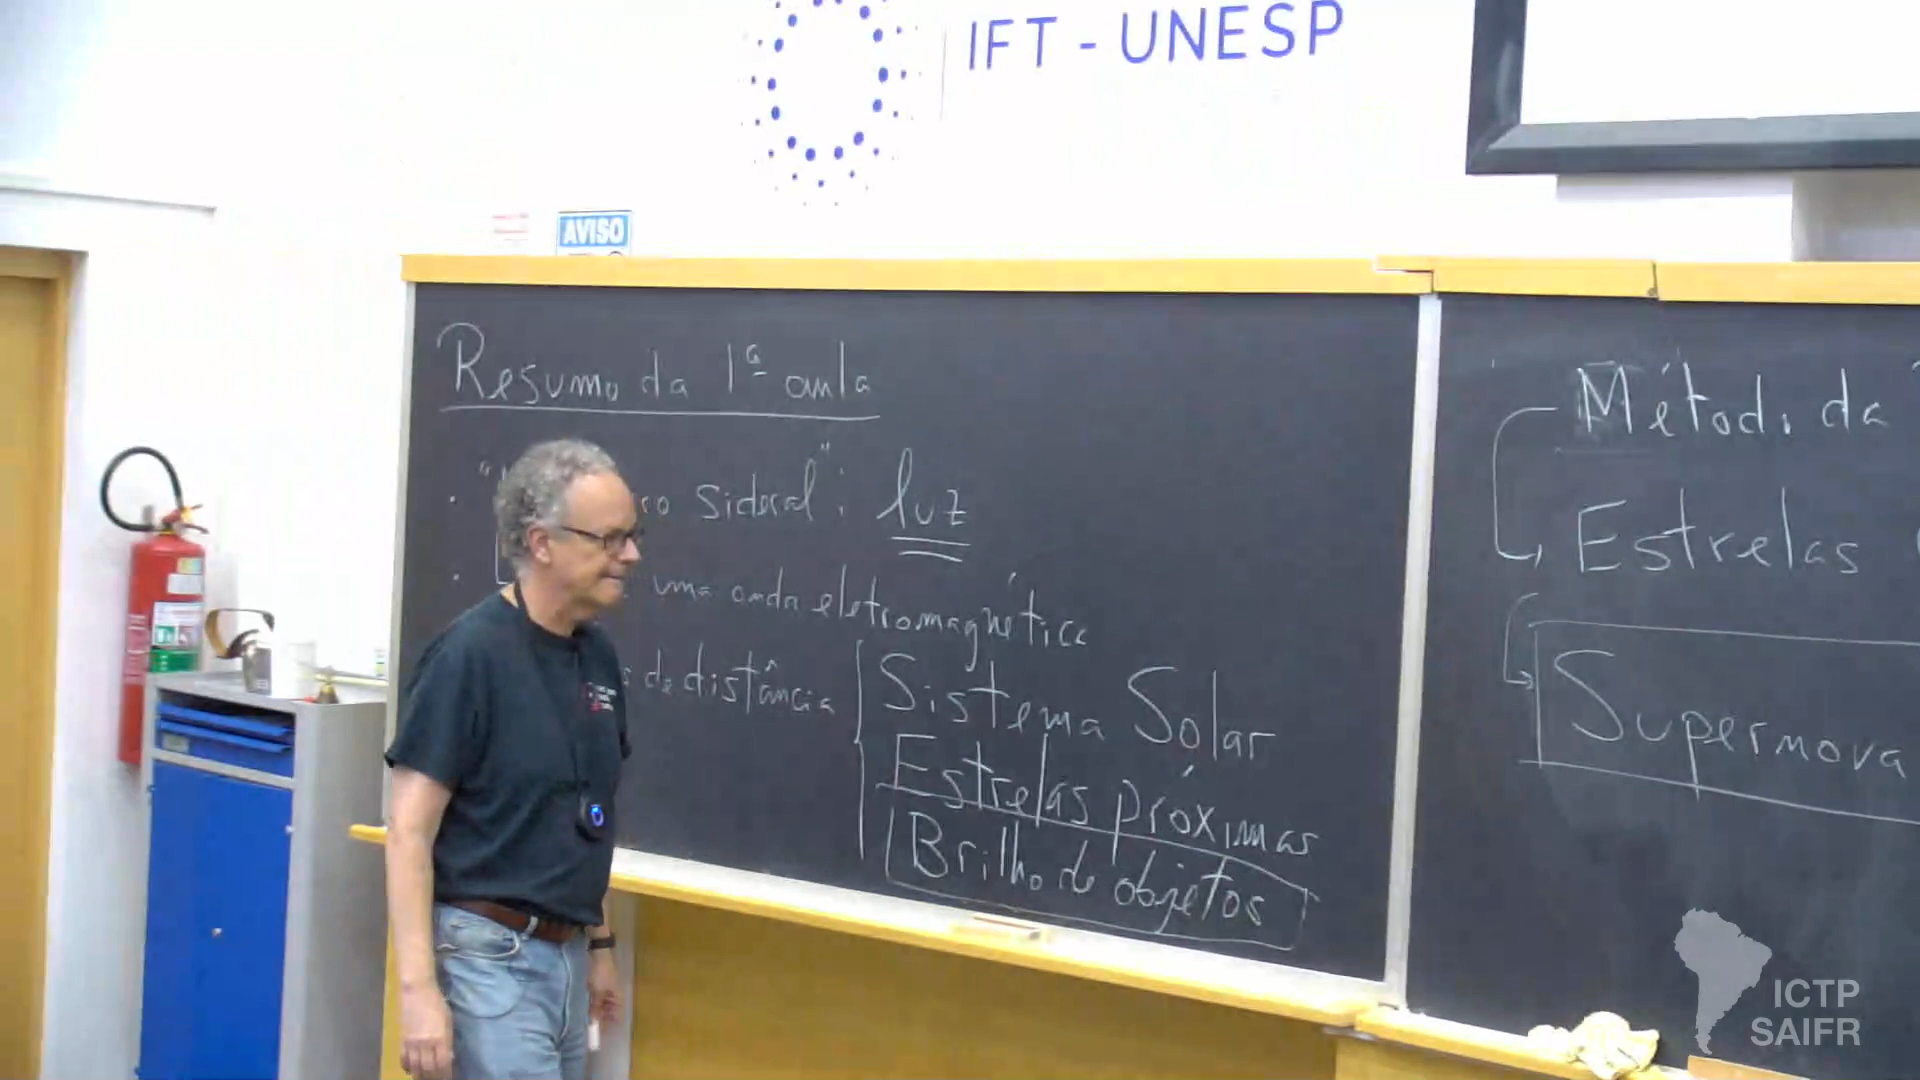 IFT - UNESP
AVISO
Resumo da 1ª aula
sideral": luz
uma onda eletromagnética
de distância
Sistema Solar
Estrelas próximas
Brilho de objetos
Método da
Estrelas
Supernova
ICTP
SAIFR